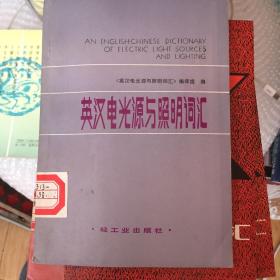 AN ENGLISH-CHINESE DICTIONARY
OF ELECTRIC LIGHT SOURCES
AND LIGHTING
《英汉电光源与照明词汇》编译组 编
英汉电光源与照明词汇
轻工业出版社